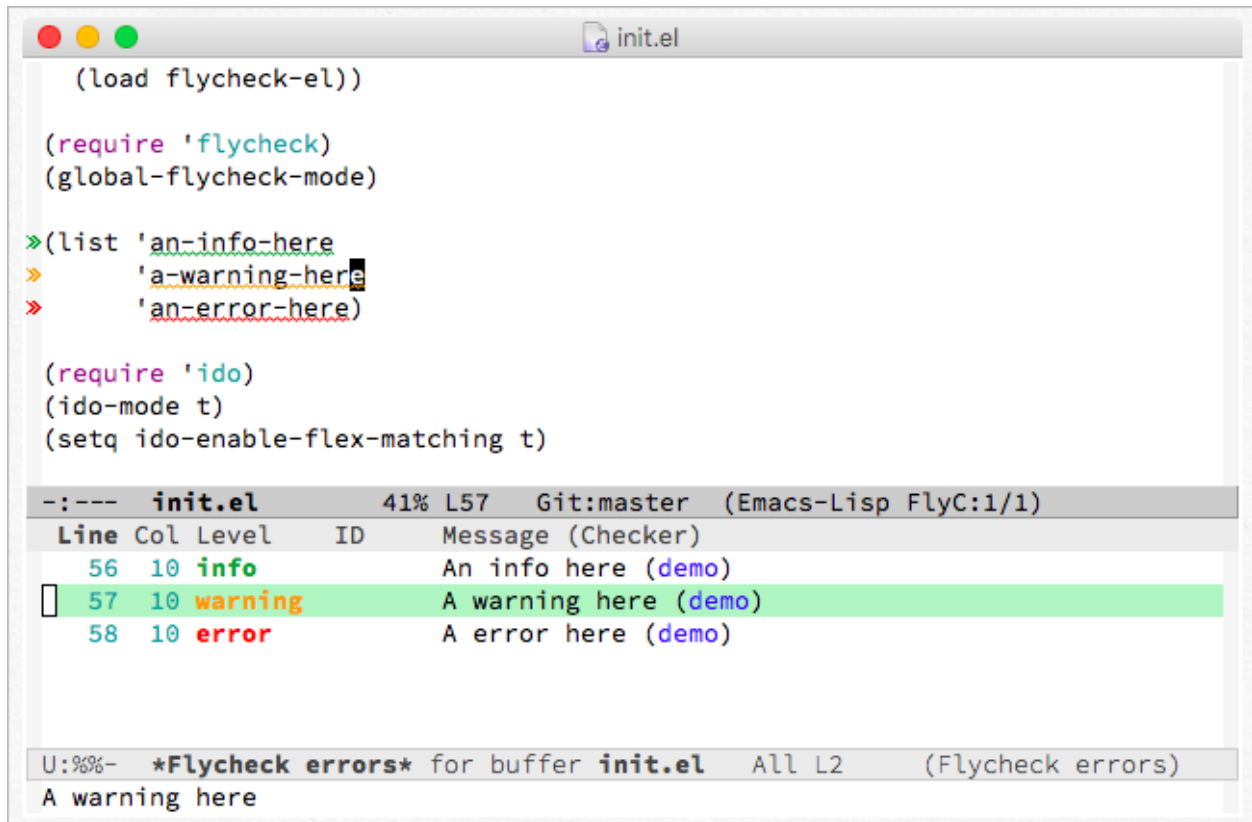 init.el
(load flycheck-el))
(require 'flycheck)
(global-flycheck-mode)
(list 'an-info-here
'a-warning-here
'an-error-here)
(require 'ido)
(ido-mode t)
(setq ido-enable-flex-matching t)
-:--- init.el 41% L57 Git:master (Emacs-Lisp FlyC:1/1)
Line Col Level ID Message (Checker)
56 10 info An info here (demo)
57 10 warning A warning here (demo)
58 10 error A error here (demo)
U:%%- *Flycheck errors* for buffer init.el All L2 (Flycheck errors)
A warning here